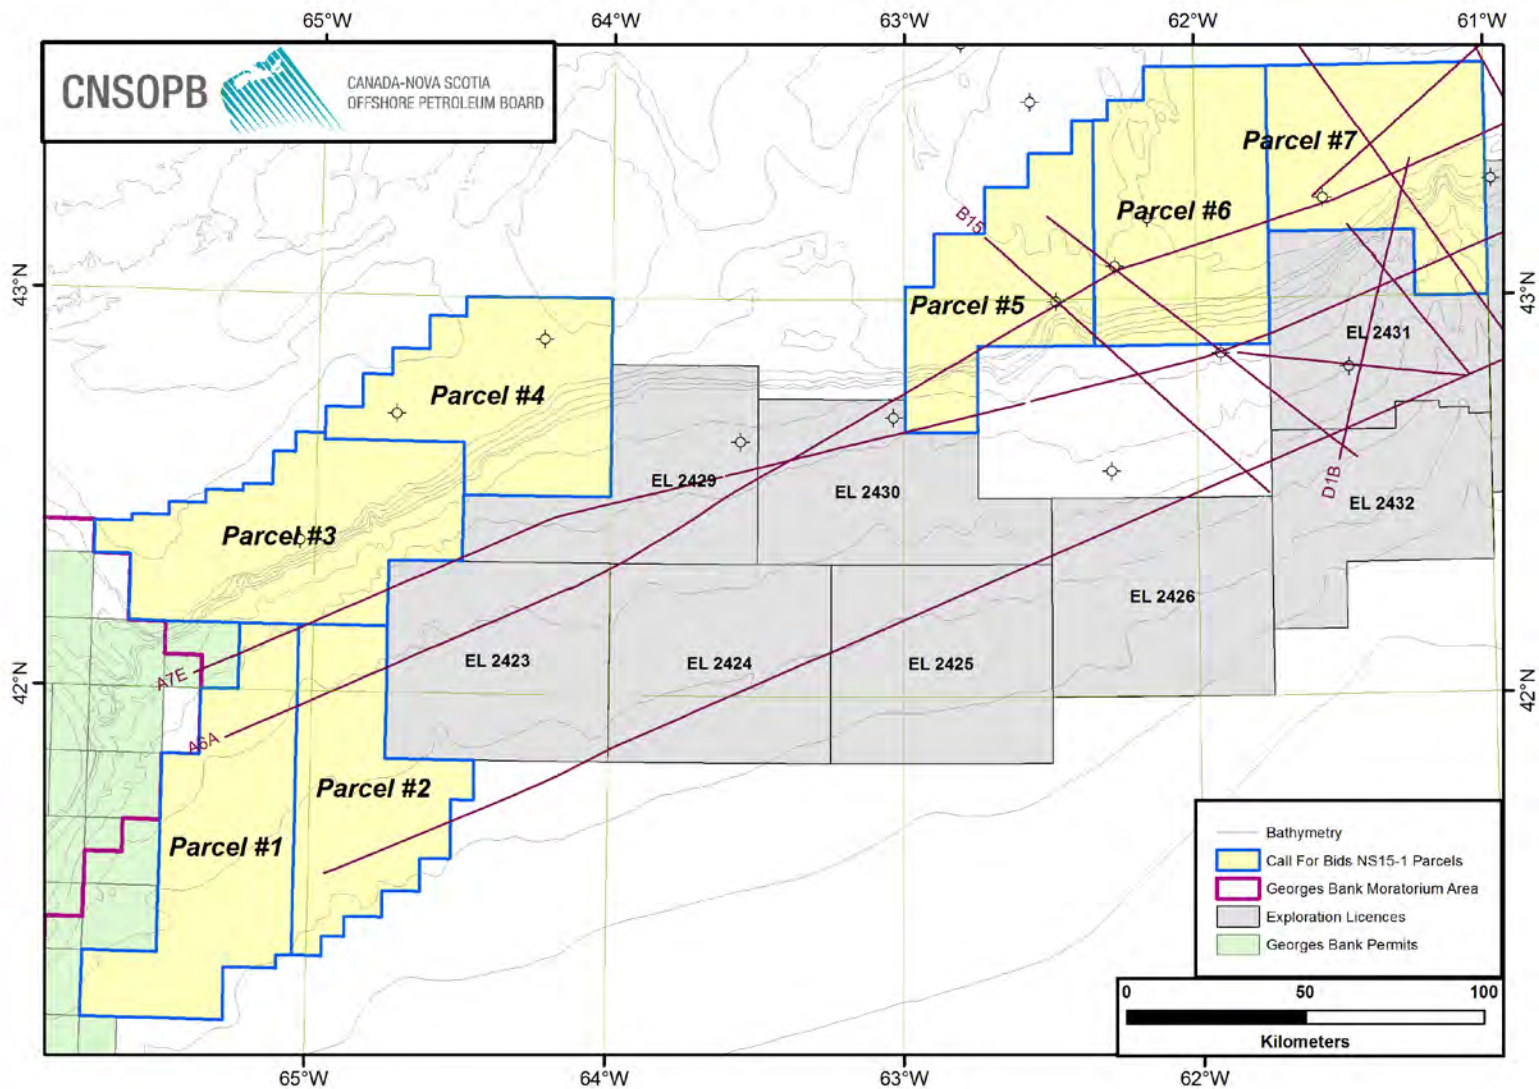 65°W
64°W
63°W
62°W
61°W
CNSOPB
CANADA-NOVA SCOTIA
OFFSHORE PETROLEUM BOARD
Parcel #7
Parcel #6
B15
43°N
43°N
Parcel #5
EL 2431
Parcel #4
EL 2429
EL 2430
D1B
EL 2432
Parcel #3
EL 2426
EL 2423
EL 2424
EL 2425
A7E
42°N
42°N
A6A
Parcel #2
Parcel #1
Bathymetry
Call For Bids NS15-1 Parcels
Georges Bank Moratorium Area
Exploration Licences
Georges Bank Permits
0 50 100
Kilometers
65°W
64°W
63°W
62°W